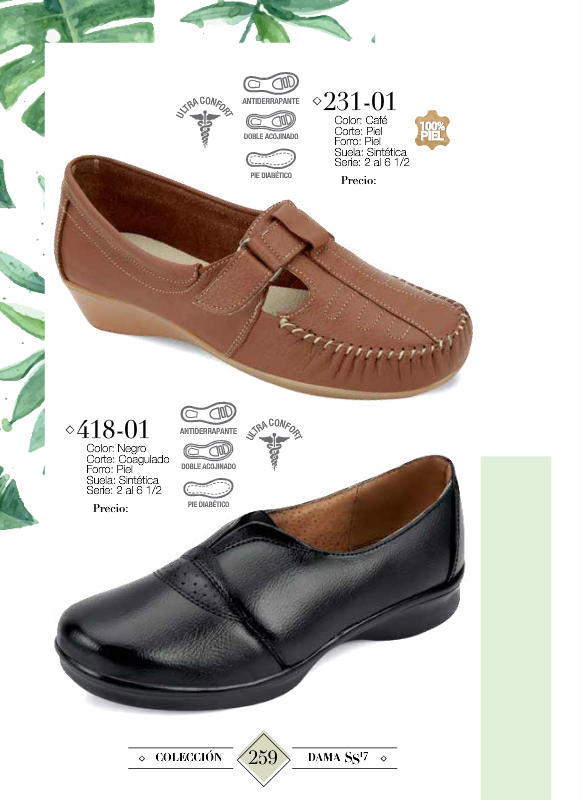 ULTRA CONFORT
ANTIDERRAPANTE
DOBLE ACOJINADO
PIE DIABÉTICO
231-01
Color: Café
Corte: Piel
Forro: Piel
Suela: Sintética
Serie: 2 al 6 1/2
Precio:
100%
PIEL
418-01
Color: Negro
Corte: Coagulado
Forro: Piel
Suela: Sintética
Serie: 2 al 6 1/2
Precio:
ANTIDERRAPANTE
DOBLE ACOJINADO
PIE DIABÉTICO
ULTRA CONFORT
COLECCIÓN 259 DAMA SS'17